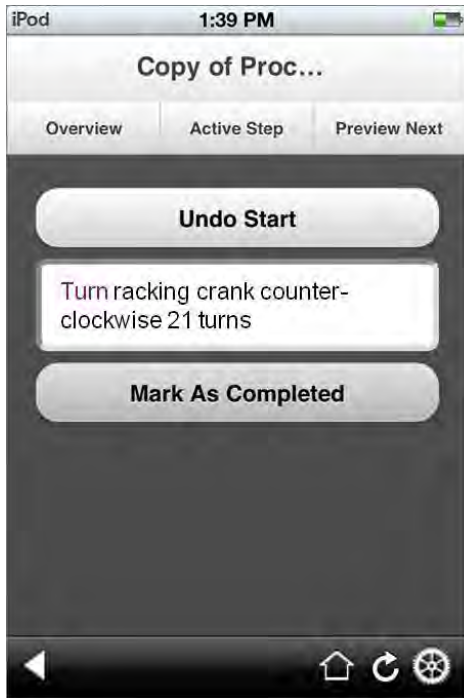 iPod 1:39 PM
Copy of Proc...
Overview Active Step Preview Next
Undo Start
Turn racking crank counter-
clockwise 21 turns
Mark As Completed